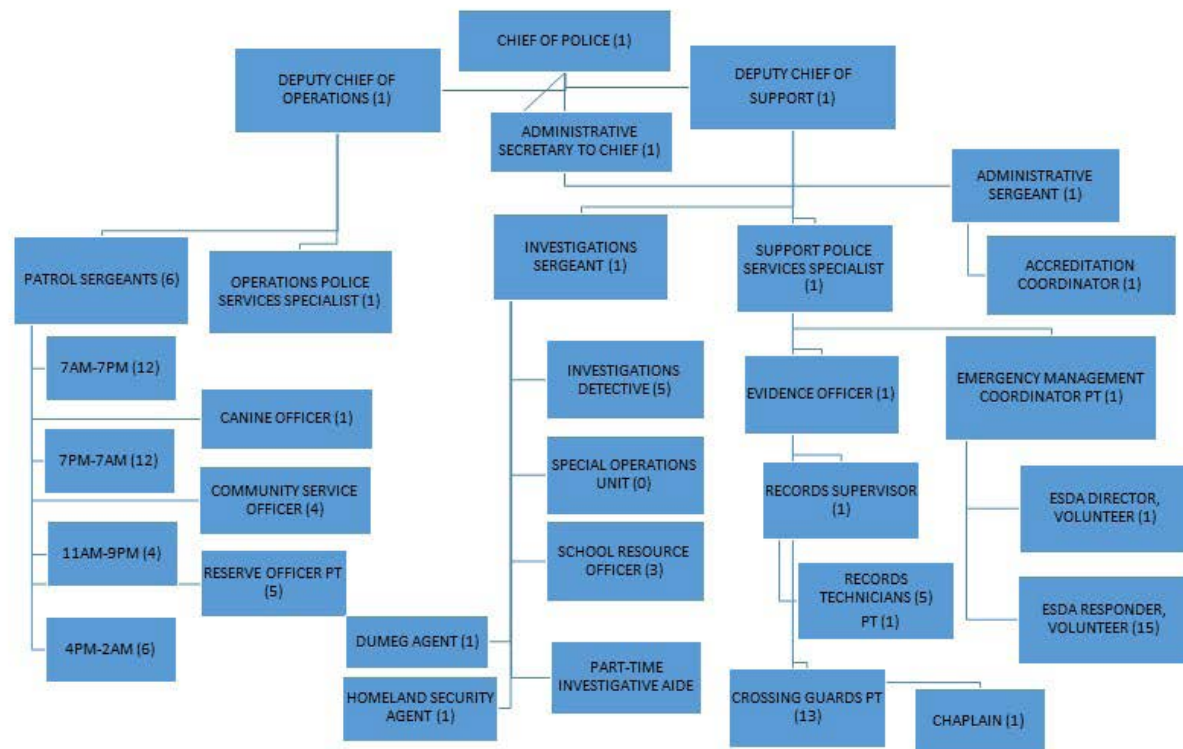 CHIEF OF POLICE (1)
DEPUTY CHIEF OF
OPERATIONS (1)
DEPUTY CHIEF OF
SUPPORT (1)
ADMINISTRATIVE
SECRETARY TO CHIEF (1)
ADMINISTRATIVE
SERGEANT (1)
ACCREDITATION
COORDINATOR (1)
PATROL SERGEANTS (6)
OPERATIONS POLICE
SERVICES SPECIALIST (1)
INVESTIGATIONS
SERGEANT (1)
SUPPORT POLICE
SERVICES SPECIALIST
(1)
7AM-7PM (12)
CANINE OFFICER (1)
7PM-7AM (12)
COMMUNITY SERVICE
OFFICER (4)
11AM-9PM (4)
RESERVE OFFICER PT
(5)
4PM-2AM (6)
INVESTIGATIONS
DETECTIVE (5)
SPECIAL OPERATIONS
UNIT (0)
SCHOOL RESOURCE
OFFICER (3)
DUMEG AGENT (1)
PART-TIME
INVESTIGATIVE AIDE
HOMELAND SECURITY
AGENT (1)
EVIDENCE OFFICER (1)
EMERGENCY MANAGEMENT
COORDINATOR PT (1)
RECORDS SUPERVISOR
(1)
RECORDS
TECHNICIANS (5)
PT (1)
CROSSING GUARDS PT
(13)
CHAPLAIN (1)
ESDA DIRECTOR,
VOLUNTEER (1)
ESDA RESPONDER,
VOLUNTEER (15)